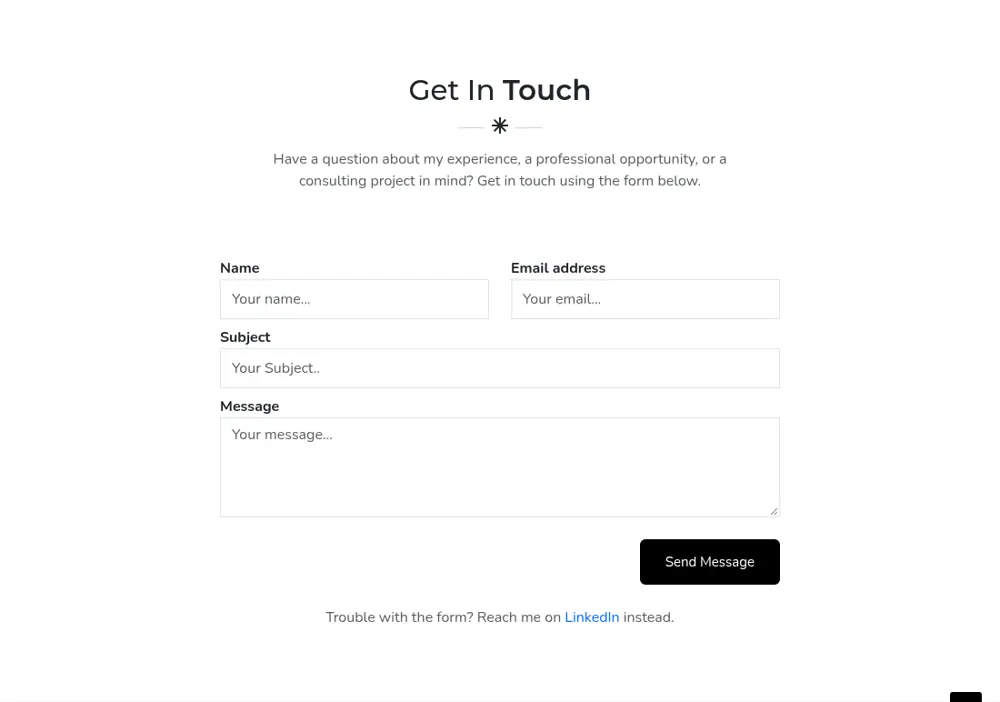 Get In Touch
Have a question about my experience, a professional opportunity, or a
consulting project in mind? Get in touch using the form below.
Name
Email address
Your name...
Your email...
Subject
Your Subject..
Message
Your message...
Send Message
Trouble with the form? Reach me on LinkedIn instead.